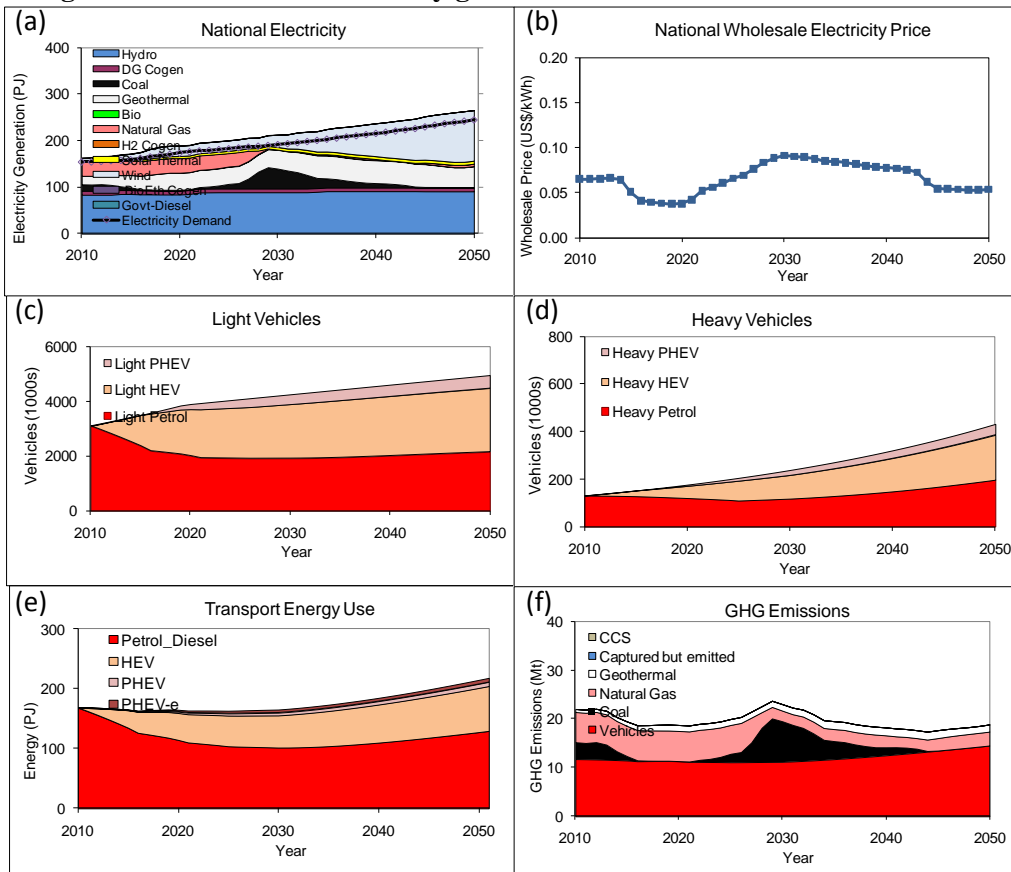 (a)
National Electricity
Electricity Generation (PJ)
400
300
200
100
0
Hydro
DG Cogen
Coal
Geothermal
Bio
Natural Gas
H2 Cogen
Solar Thermal
Wind
BioEth Cogen
Govt-Diesel
Electricity Demand
2010 2020 2030 2040 2050
Year
(b)
National Wholesale Electricity Price
Wholesale Price (US$/kWh)
0.20
0.15
0.10
0.05
0.00
2010 2020 2030 2040 2050
Year
(c)
Light Vehicles
Vehicles (1000s)
6000
4000
2000
0
Light PHEV
Light HEV
Light Petrol
2010 2020 2030 2040 2050
Year
(d)
Heavy Vehicles
Vehicles (1000s)
800
600
400
200
0
Heavy PHEV
Heavy HEV
Heavy Petrol
2010 2020 2030 2040 2050
Year
(e)
Transport Energy Use
Energy (PJ)
300
200
100
0
Petrol_Diesel
HEV
PHEV
PHEV-e
2010 2020 2030 2040 2050
Year
(f)
GHG Emissions
GHG Emissions (Mt)
40
30
20
10
0
CCS
Captured but emitted
Geothermal
Natural Gas
Coal
Vehicles
2010 2020 2030 2040 2050
Year